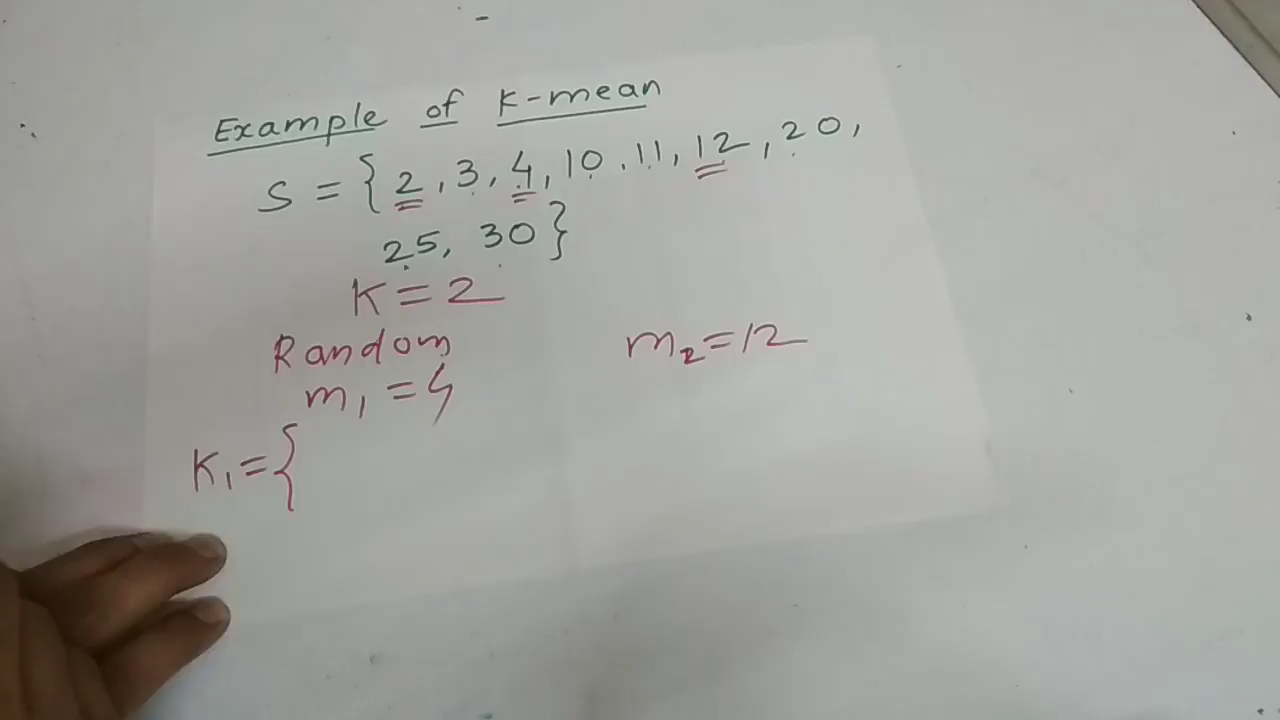 Example of K-mean
S = { 2, 3, 4, 10, 11, 12, 20,
25, 30 }
K = 2
Random
m₁ = 4
m₂ = 12
K₁ = {